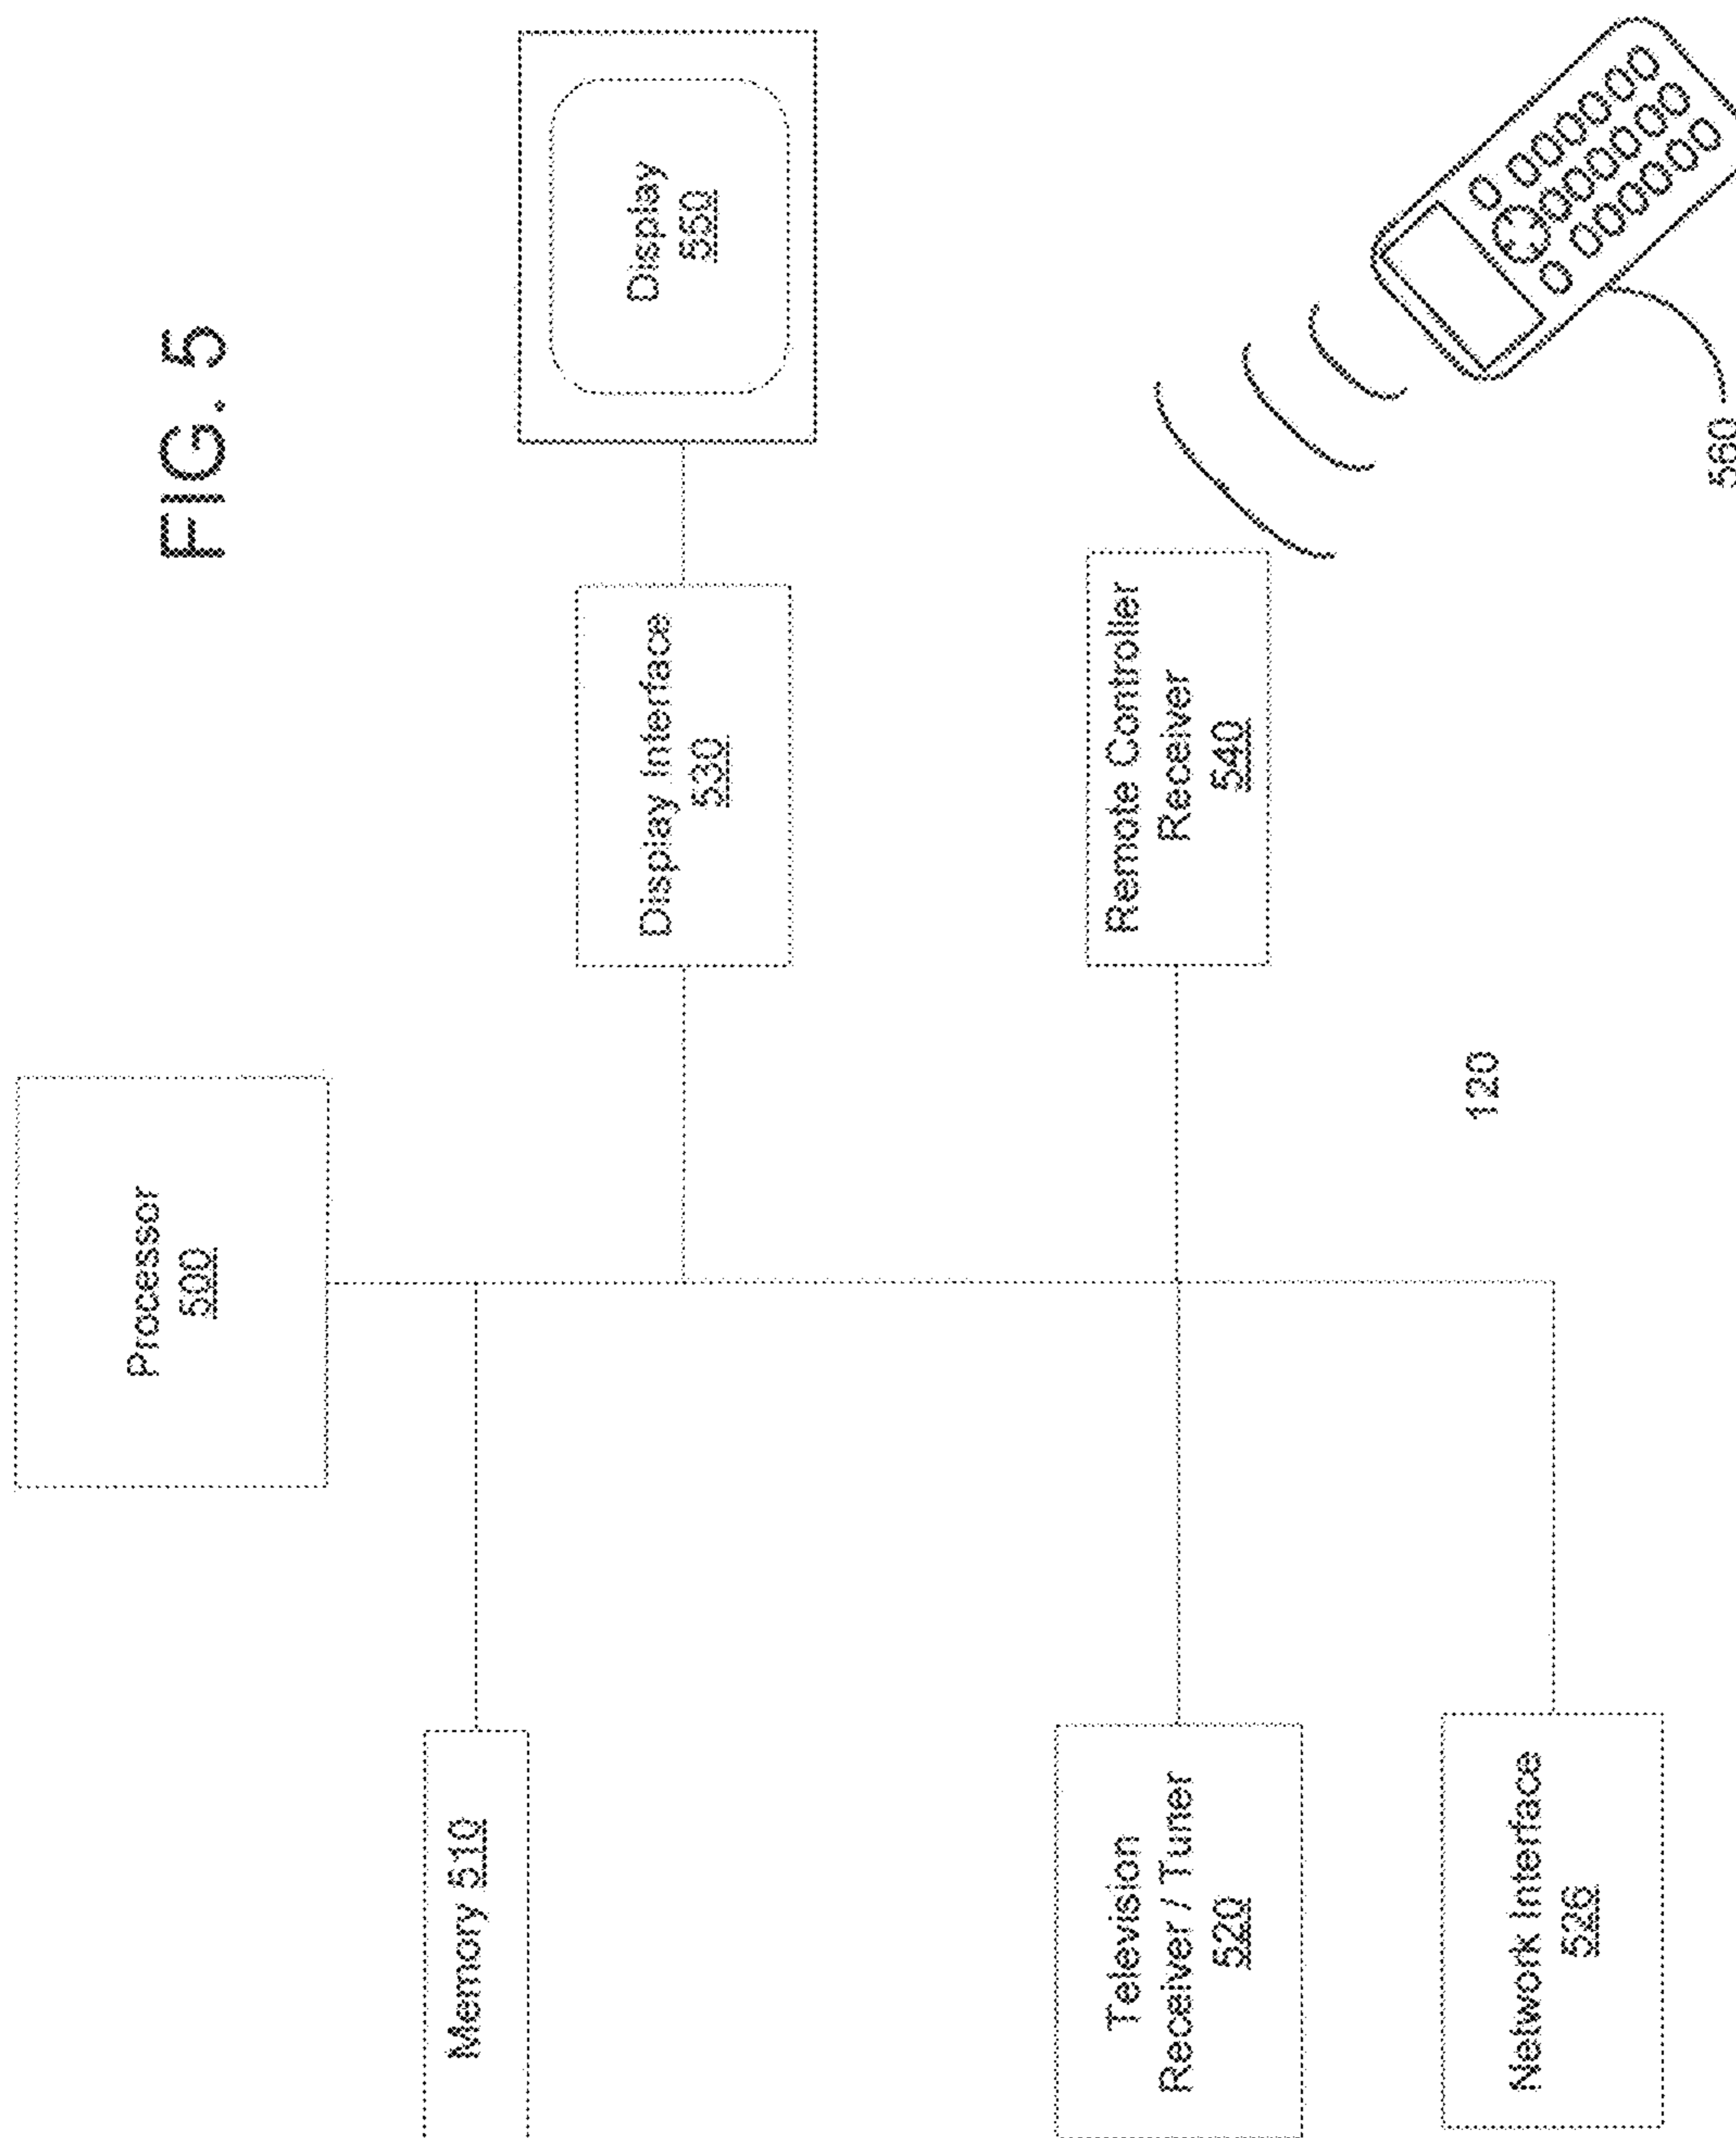 FIG. 5
Processor
500
Memory 510
Display Interface
530
Display
550
Television
Receiver / Tuner
520
Remote Controller
Receiver
540
120
Network Interface
526
560